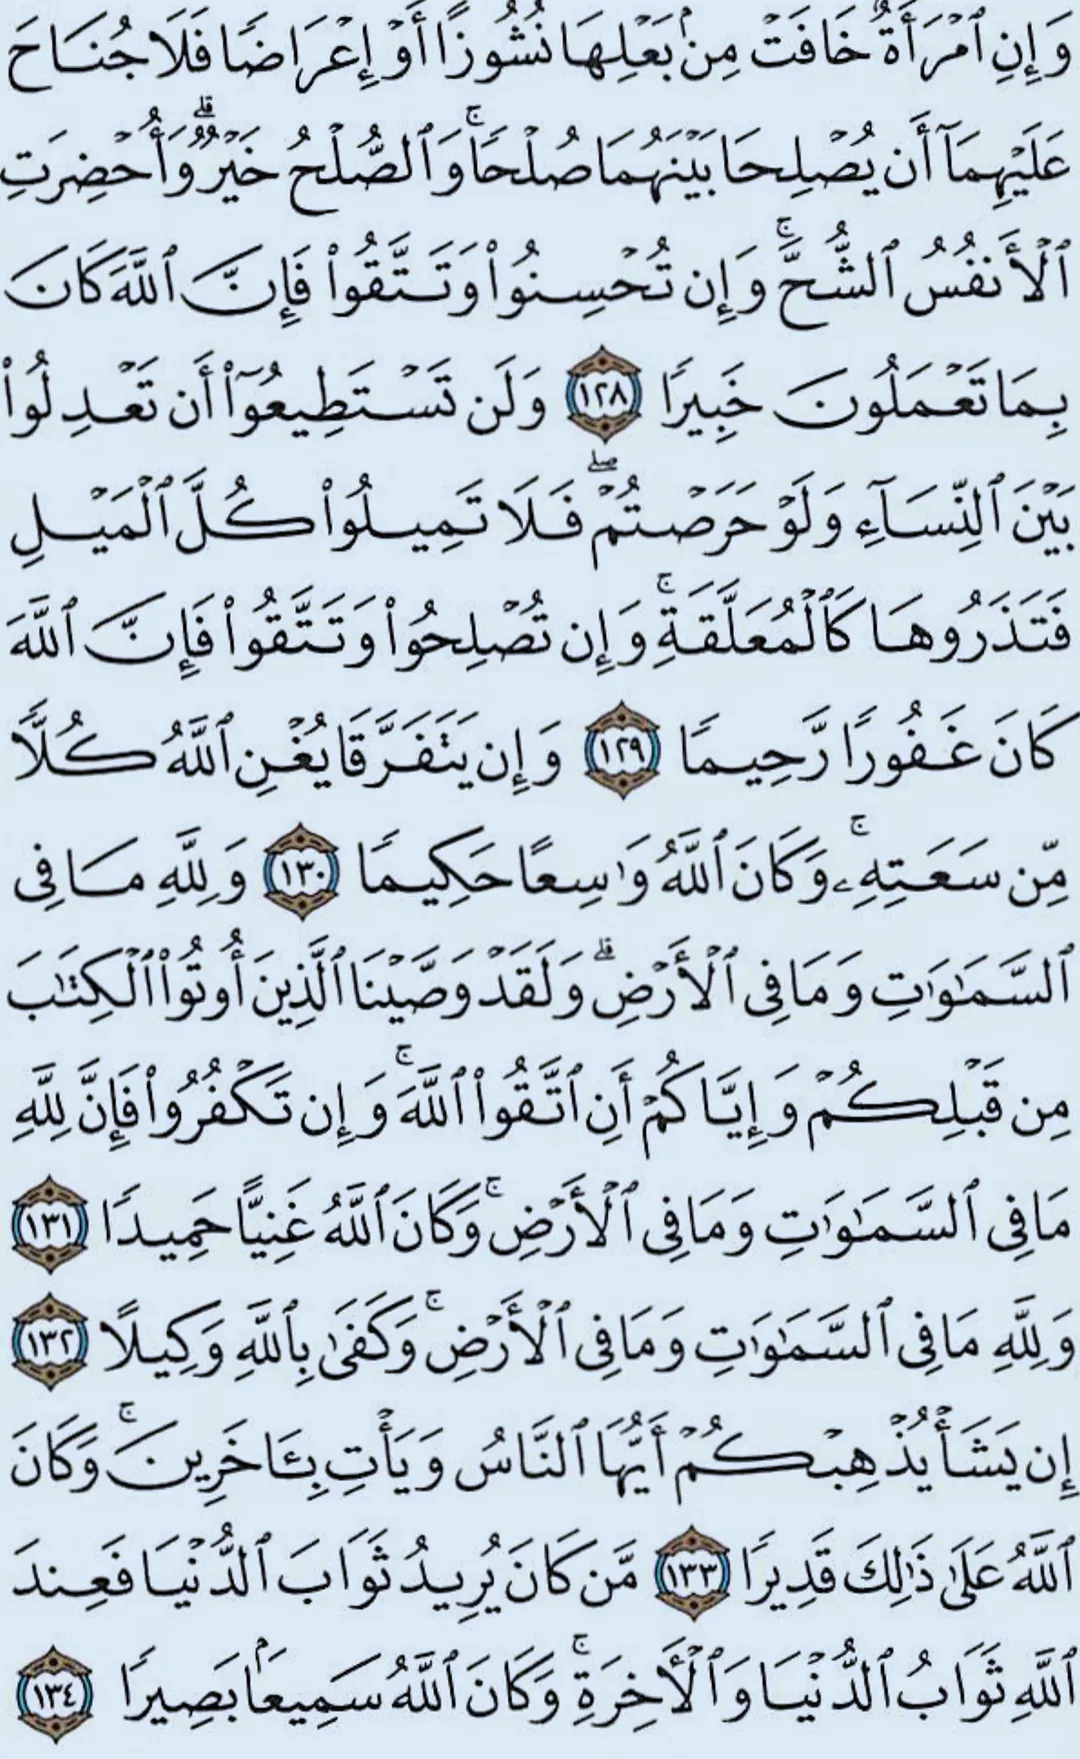 وَإِنِ ٱمْرَأَةٌ خَافَتْ مِنۢ بَعْلِهَا نُشُوزًا أَوْ إِعْرَاضًا فَلَا جُنَاحَ
عَلَيْهِمَآ أَن يُصْلِحَا بَيْنَهُمَا صُلْحًا ۚ وَٱلصُّلْحُ خَيْرٌ ۗ وَأُحْضِرَتِ
ٱلْأَنفُسُ ٱلشُّحَّ ۚ وَإِن تُحْسِنُوا۟ وَتَتَّقُوا۟ فَإِنَّ ٱللَّهَ كَانَ
بِمَا تَعْمَلُونَ خَبِيرًا ١٢٨ وَلَن تَسْتَطِيعُوٓا۟ أَن تَعْدِلُوا۟
بَيْنَ ٱلنِّسَآءِ وَلَوْ حَرَصْتُمْ ۖ فَلَا تَمِيلُوا۟ كُلَّ ٱلْمَيْلِ
فَتَذَرُوهَا كَٱلْمُعَلَّقَةِ ۚ وَإِن تُصْلِحُوا۟ وَتَتَّقُوا۟ فَإِنَّ ٱللَّهَ
كَانَ غَفُورًا رَّحِيمًا ١٢٩ وَإِن يَتَفَرَّقَا يُغْنِ ٱللَّهُ كُلًّا
مِّن سَعَتِهِۦ ۚ وَكَانَ ٱللَّهُ وَٰسِعًا حَكِيمًا ١٣٠ وَلِلَّهِ مَا فِى
ٱلسَّمَٰوَٰتِ وَمَا فِى ٱلْأَرْضِ ۗ وَلَقَدْ وَصَّيْنَا ٱلَّذِينَ أُوتُوا۟ ٱلْكِتَٰبَ
مِن قَبْلِكُمْ وَإِيَّاكُمْ أَنِ ٱتَّقُوا۟ ٱللَّهَ ۚ وَإِن تَكْفُرُوا۟ فَإِنَّ لِلَّهِ
مَا فِى ٱلسَّمَٰوَٰتِ وَمَا فِى ٱلْأَرْضِ ۚ وَكَانَ ٱللَّهُ غَنِيًّا حَمِيدًا ١٣١
وَلِلَّهِ مَا فِى ٱلسَّمَٰوَٰتِ وَمَا فِى ٱلْأَرْضِ ۚ وَكَفَىٰ بِٱللَّهِ وَكِيلًا ١٣٢
إِن يَشَأْ يُذْهِبْكُمْ أَيُّهَا ٱلنَّاسُ وَيَأْتِ بِـَٔاخَرِينَ ۚ وَكَانَ
ٱللَّهُ عَلَىٰ ذَٰلِكَ قَدِيرًا ١٣٣ مَّن كَانَ يُرِيدُ ثَوَابَ ٱلدُّنْيَا فَعِندَ
ٱللَّهِ ثَوَابُ ٱلدُّنْيَا وَٱلْأَخِرَةِ ۚ وَكَانَ ٱللَّهُ سَمِيعًۢا بَصِيرًا ١٣٤